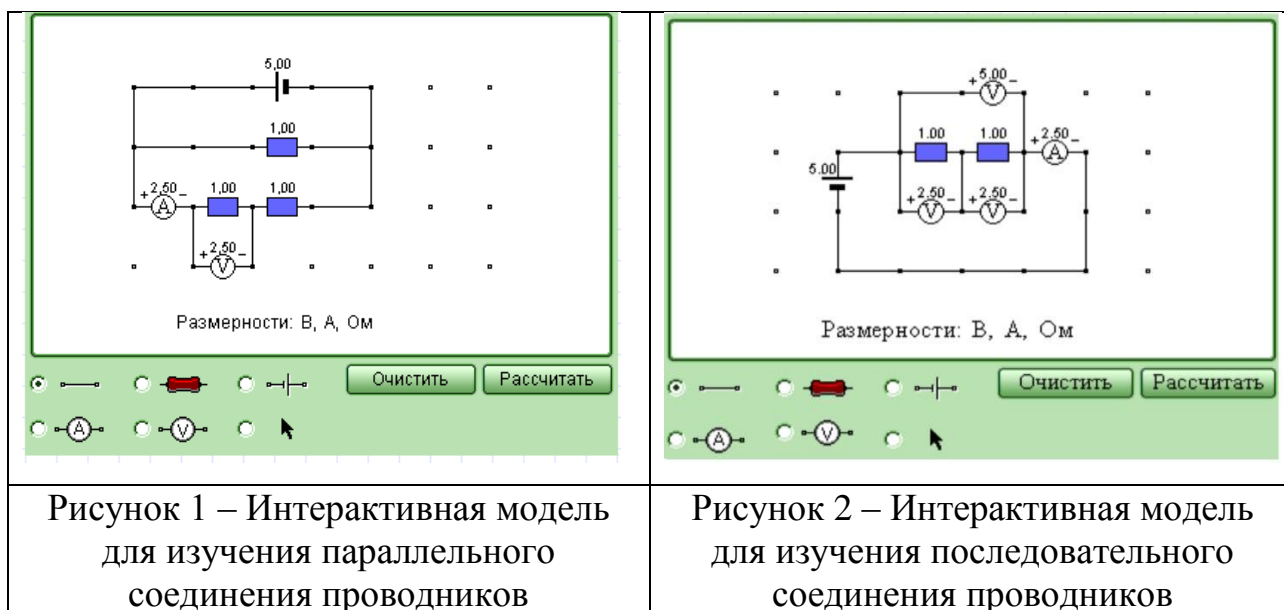 5,00
1,00
+2,50– 1,00 1,00
A
+2,50–
V
Размерности: В, А, Ом
Очистить Рассчитать
A V
Рисунок 1 – Интерактивная модель
для изучения параллельного
соединения проводников
+5.00–
V
1.00 1.00 +2.50–
A
5.00
+2.50– +2.50–
V V
Размерности: В, А, Ом
Очистить Рассчитать
A V
Рисунок 2 – Интерактивная модель
для изучения последовательного
соединения проводников